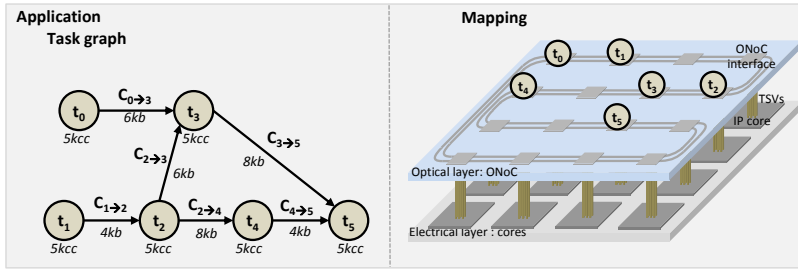 Application
Task graph
t0
5kcc
C0→3
6kb
t3
5kcc
C2→3
6kb
C3→5
8kb
t1
5kcc
C1→2
4kb
t2
5kcc
C2→4
8kb
t4
5kcc
C4→5
4kb
t5
5kcc
Mapping
t0
t1
ONoC
interface
t4
t3
t2
TSVs
IP core
t5
Optical layer: ONoC
Electrical layer : cores